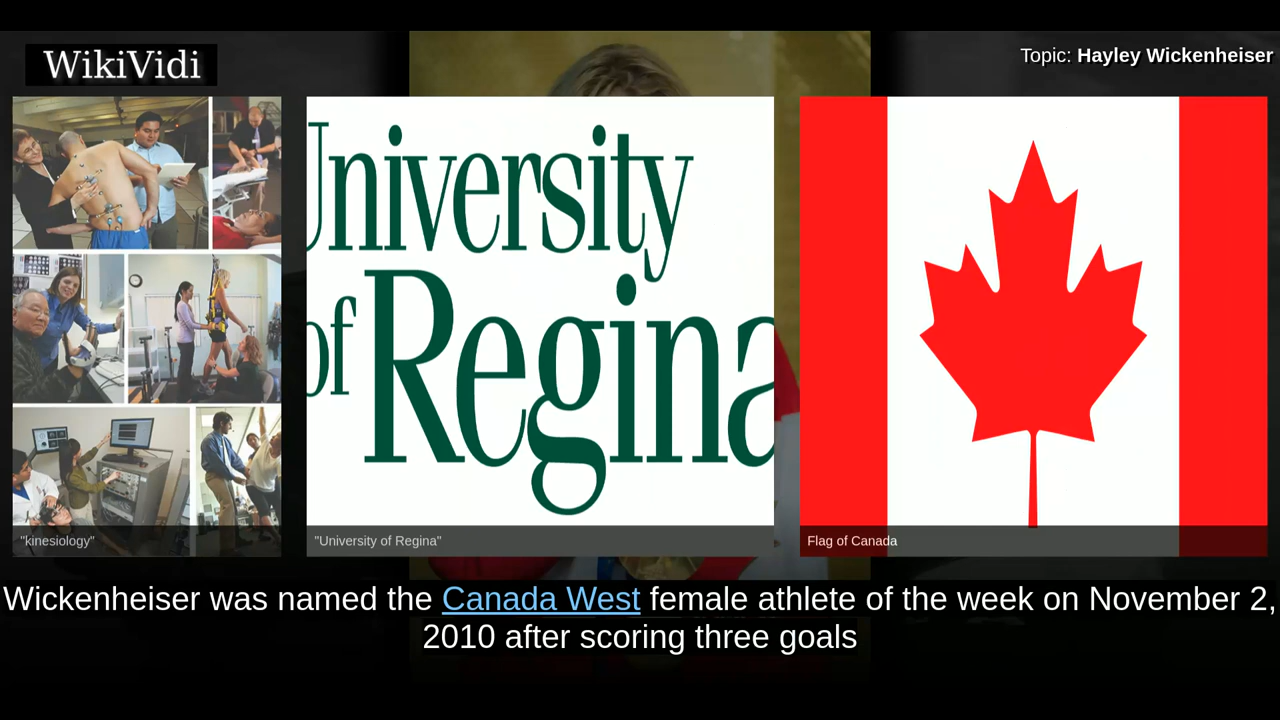 WikiVidi
Topic: Hayley Wickenheiser
University
of Regina
"kinesiology"
"University of Regina"
Flag of Canada
Wickenheiser was named the Canada West female athlete of the week on November 2,
2010 after scoring three goals